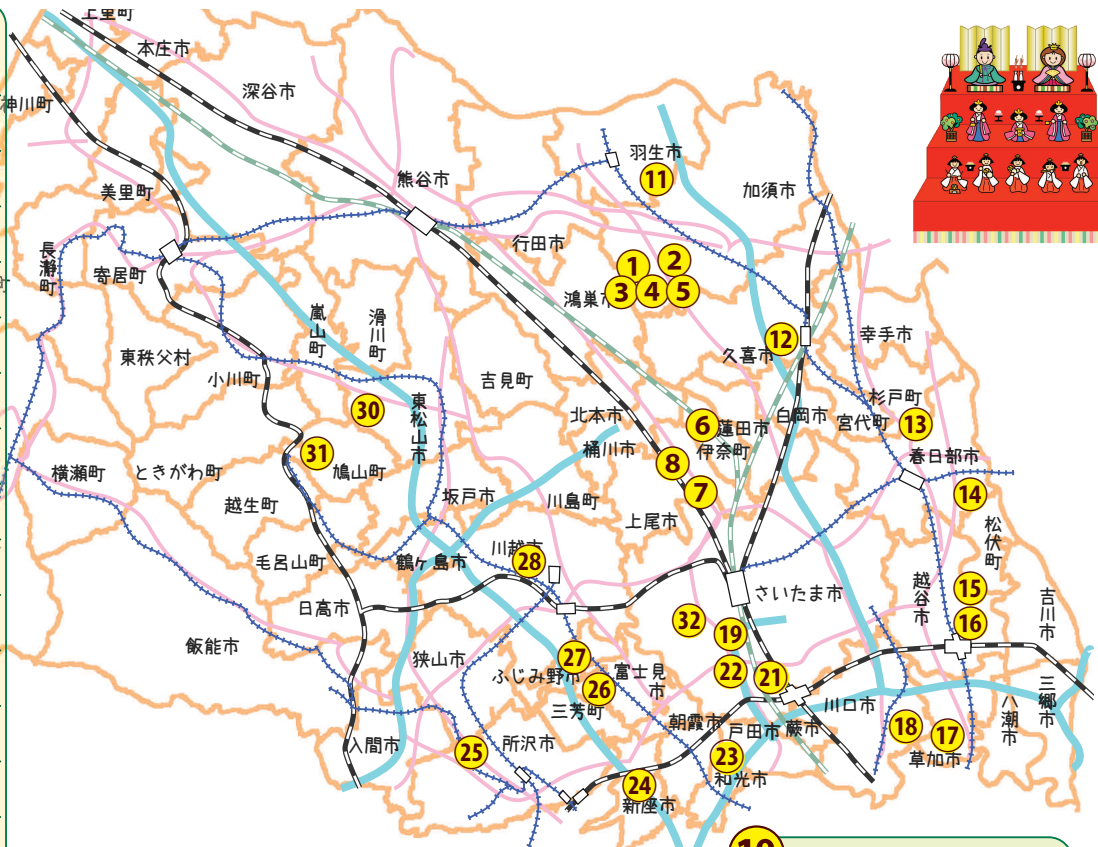 上里町
本庄市
神川町
深谷市
美里町
熊谷市
羽生市
11
加須市
行田市
長瀞町
寄居町
1
2
鴻巣市
3
4
5
嵐山町
滑川町
12
久喜市
幸手市
東秩父村
小川町
吉見町
杉戸町
30
東松山市
北本市
6
蓮田市
白岡市
宮代町
13
伊奈町
桶川市
31
8
春日部市
横瀬町
ときがわ町
鳩山町
7
14
越生町
坂戸市
川島町
上尾市
松伏町
川越市
28
毛呂山町
鶴ヶ島市
越谷市
15
日高市
さいたま市
吉川市
32
19
16
飯能市
狭山市
27
ふじみ野市
富士見市
22
21
26
三芳町
川口市
八潮市
三郷市
朝霞市
戸田市
蕨市
18
17
入間市
25
所沢市
23
草加市
和光市
24
新座市
10